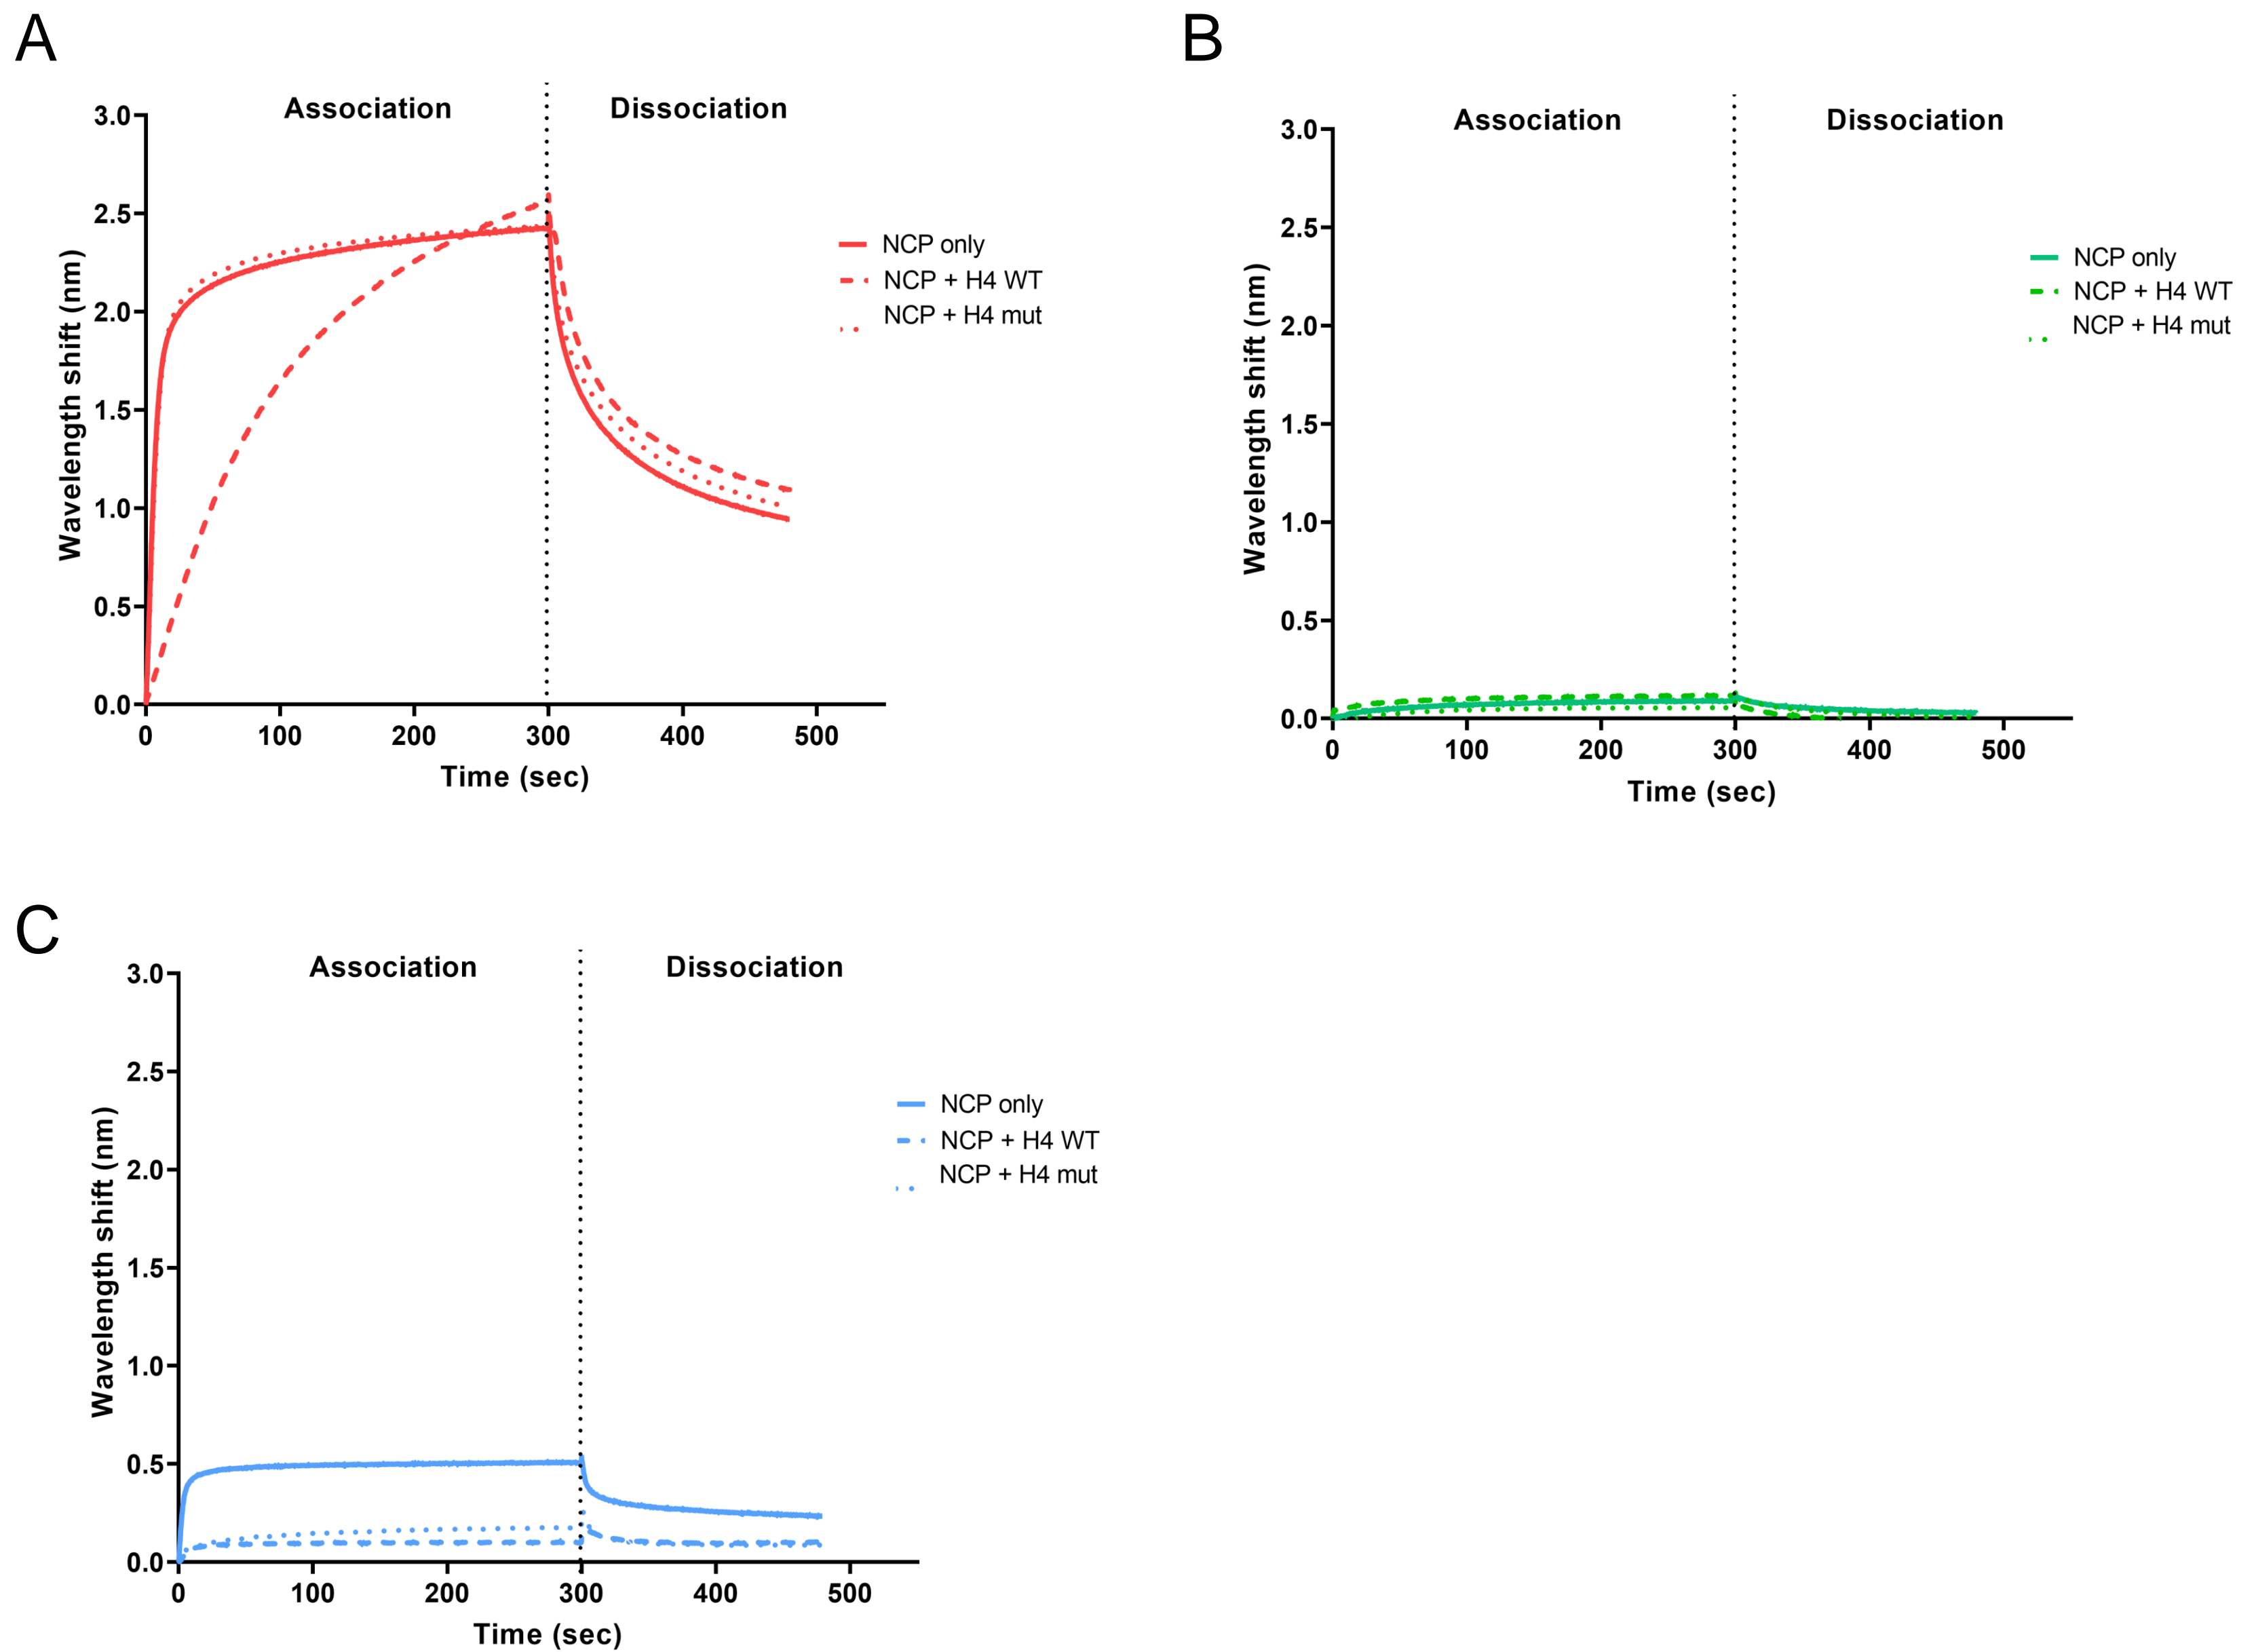 A
Association
Dissociation
3.0
2.5
2.0
1.5
1.0
0.5
0.0
Wavelength shift (nm)
0 100 200 300 400 500
Time (sec)
NCP only
NCP + H4 WT
NCP + H4 mut
B
Association
Dissociation
3.0
2.5
2.0
1.5
1.0
0.5
0.0
Wavelength shift (nm)
0 100 200 300 400 500
Time (sec)
NCP only
NCP + H4 WT
NCP + H4 mut
C
Association
Dissociation
3.0
2.5
2.0
1.5
1.0
0.5
0.0
Wavelength shift (nm)
0 100 200 300 400 500
Time (sec)
NCP only
NCP + H4 WT
NCP + H4 mut